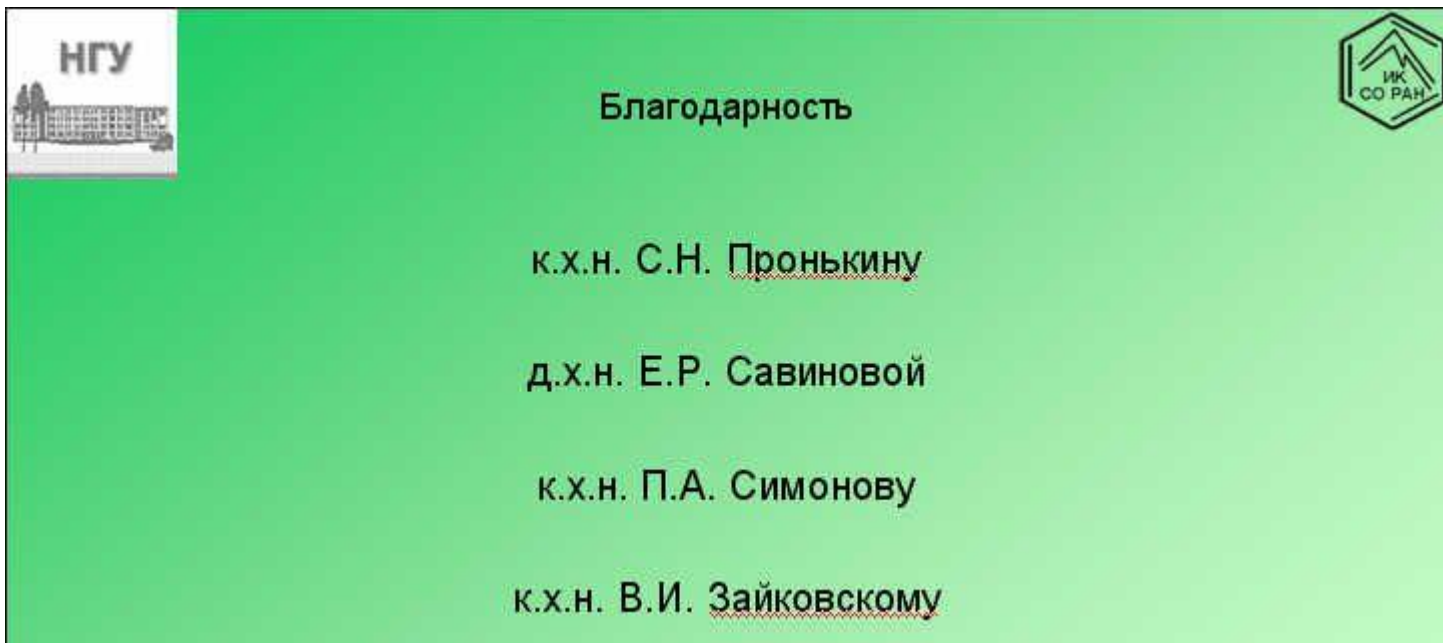 НГУ
ИК
СО РАН
Благодарность
к.х.н. С.Н. Пронькину
д.х.н. Е.Р. Савиновой
к.х.н. П.А. Симонову
к.х.н. В.И. Зайковскому